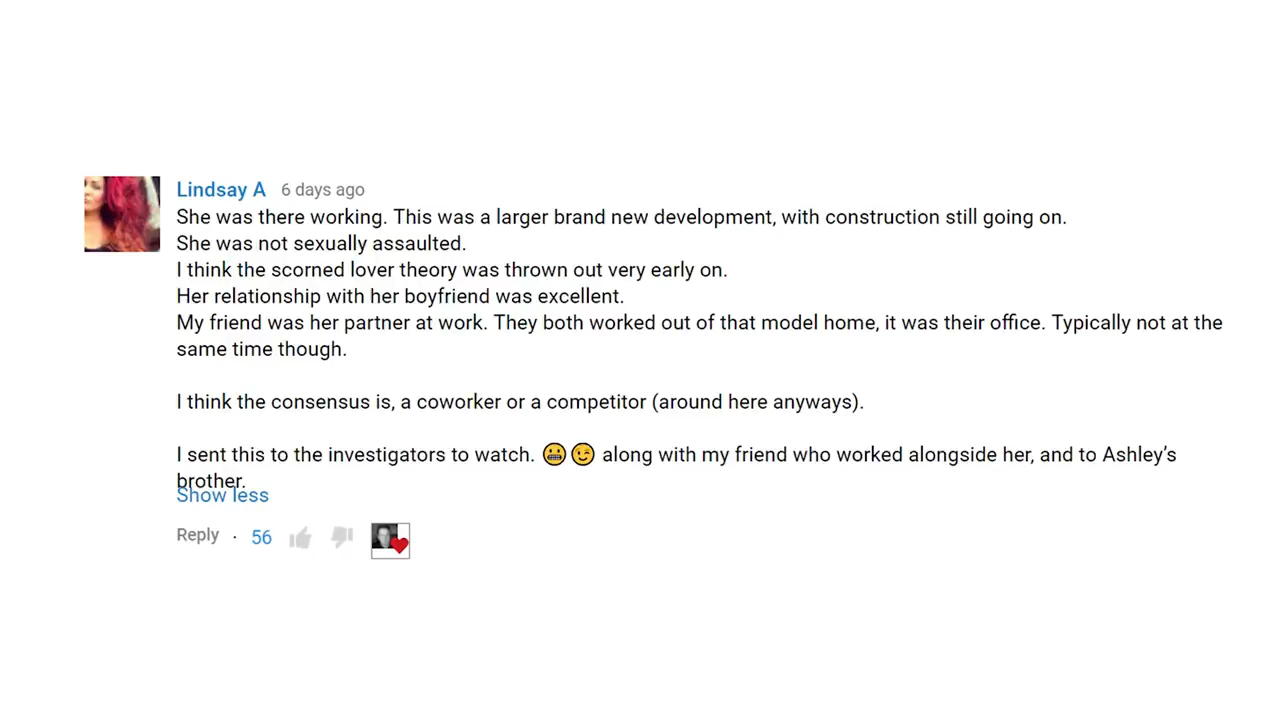 Lindsay A 6 days ago
She was there working. This was a larger brand new development, with construction still going on.
She was not sexually assaulted.
I think the scorned lover theory was thrown out very early on.
Her relationship with her boyfriend was excellent.
My friend was her partner at work. They both worked out of that model home, it was their office. Typically not at the
same time though.
I think the consensus is, a coworker or a competitor (around here anyways).
I sent this to the investigators to watch. 😬😉 along with my friend who worked alongside her, and to Ashley’s
brother.
Show less
Reply · 56